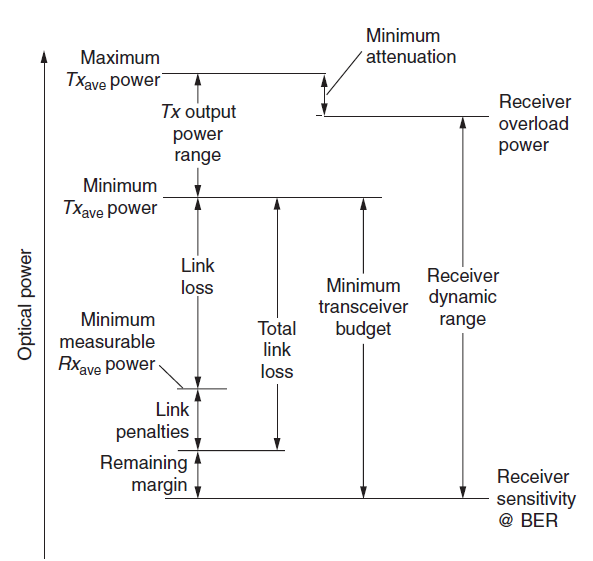 Minimum
attenuation
Maximum
Txave power
Receiver
overload
power
Tx output
power
range
Minimum
Txave power
Optical power
Link
loss
Minimum
transceiver
budget
Receiver
dynamic
range
Minimum
measurable
Rxave power
Total
link
loss
Link
penalties
Remaining
margin
Receiver
sensitivity
@ BER